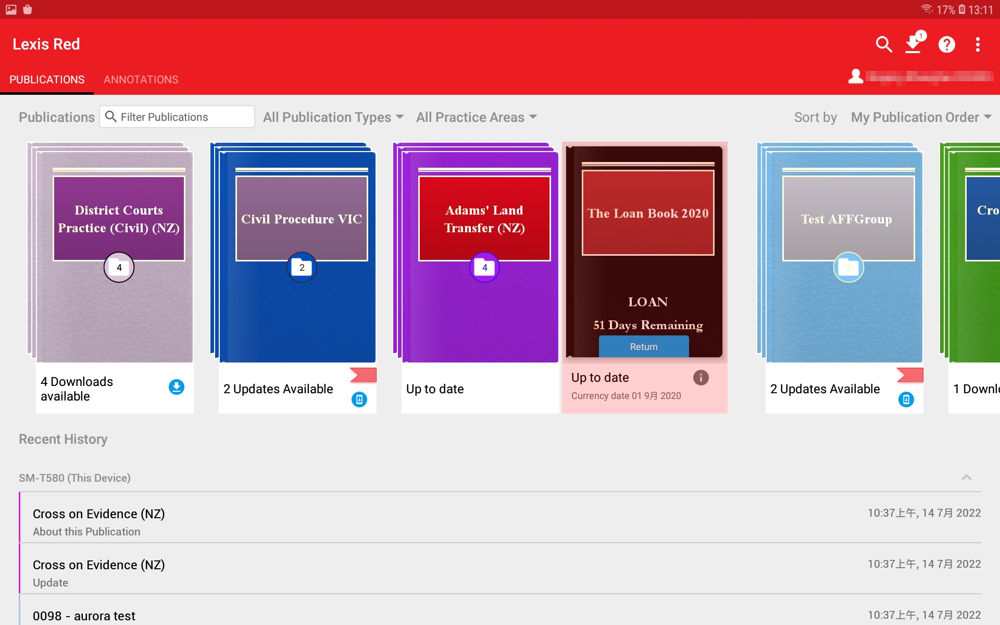 17% 13:11
Lexis Red
1
PUBLICATIONS ANNOTATIONS
Publications Filter Publications All Publication Types All Practice Areas Sort by My Publication Order
District Courts
Practice (Civil) (NZ)
4
4 Downloads
available
Civil Procedure VIC
2
2 Updates Available
Adams' Land
Transfer (NZ)
4
Up to date
The Loan Book 2020
LOAN
51 Days Remaining
Return
Up to date
Currency date 01 9月 2020
Test AFFGroup
2
2 Updates Available
Cro
1 Downl
Recent History
SM-T580 (This Device)
Cross on Evidence (NZ) 10:37上午, 14 7月 2022
About this Publication
Cross on Evidence (NZ) 10:37上午, 14 7月 2022
Update
0098 - aurora test 10:37上午, 14 7月 2022